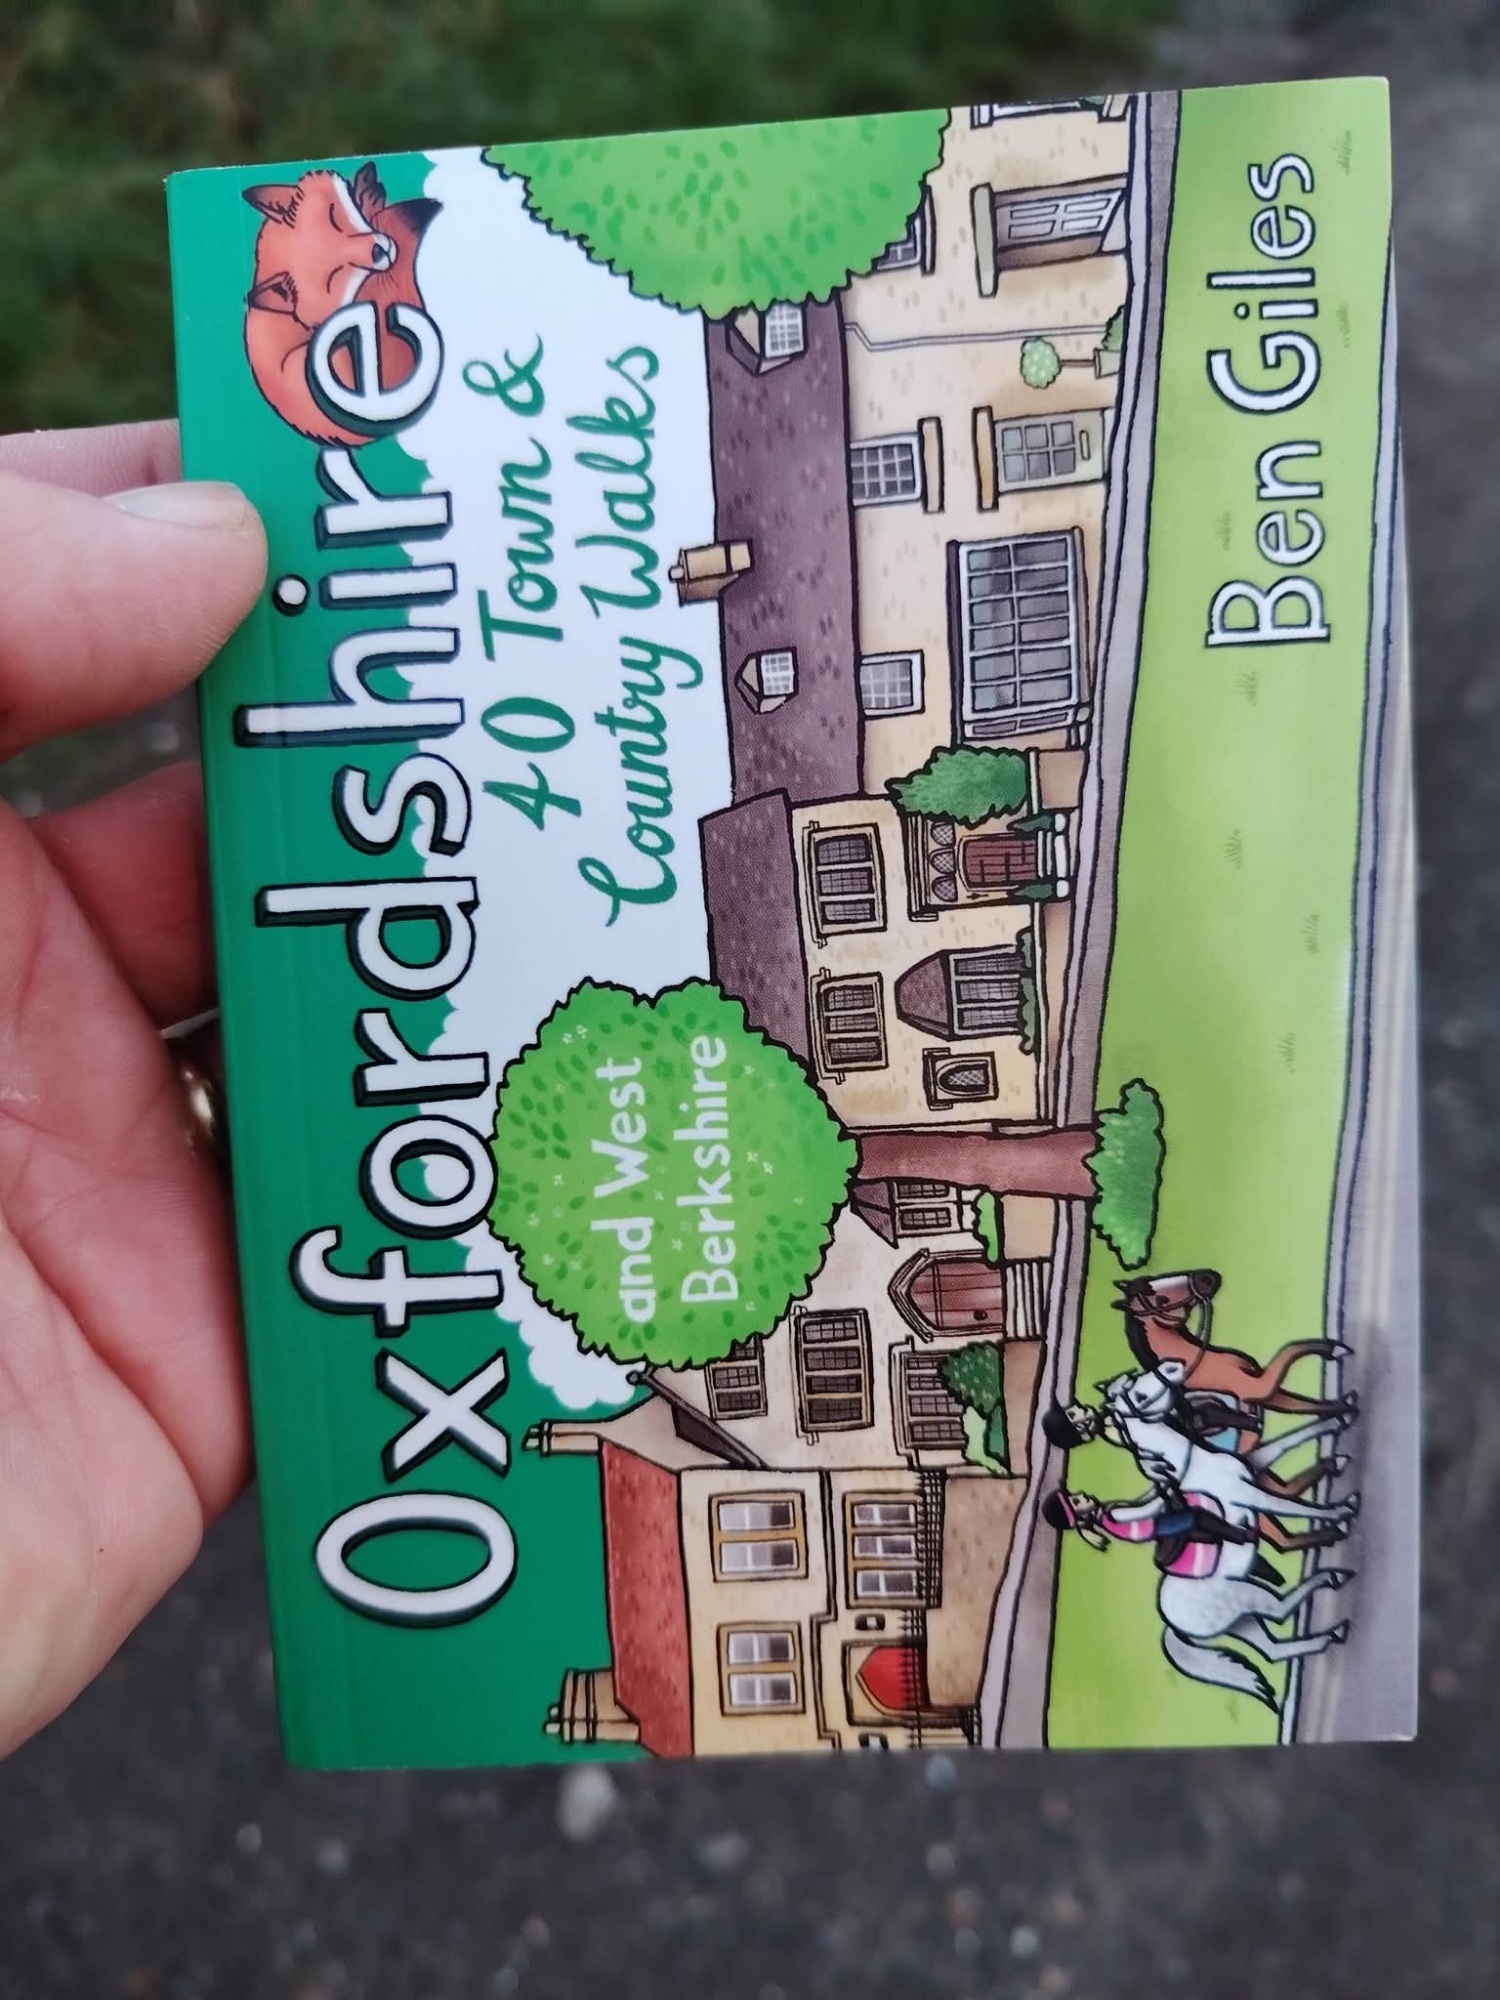 Oxfordshire
40 Town &
Country Walks
and West
Berkshire
Ben Giles